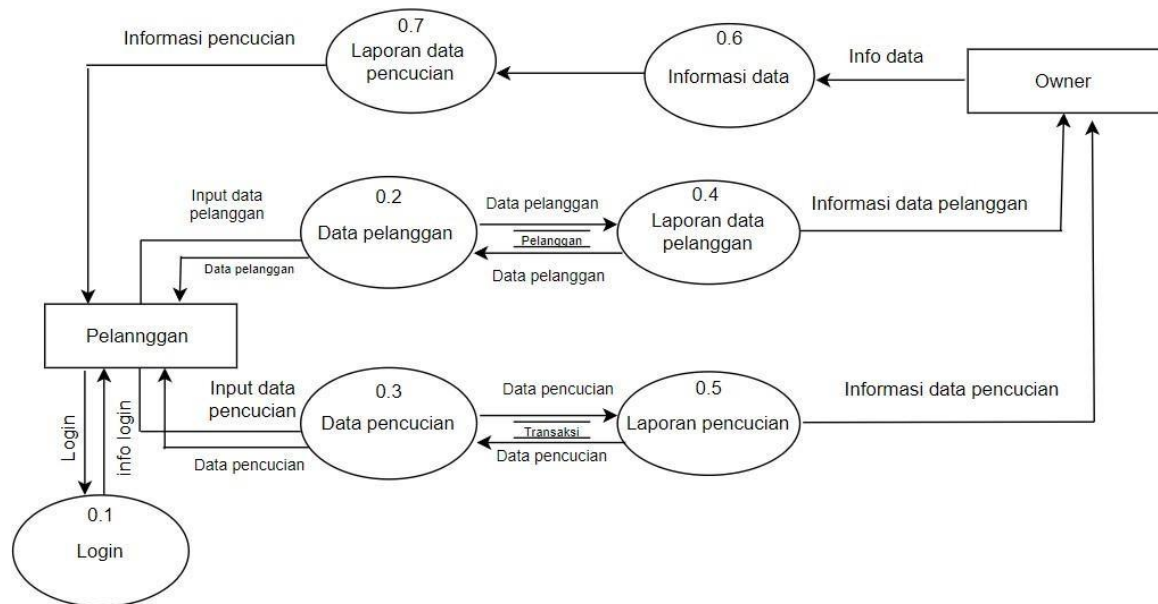 Informasi pencucian
0.7
Laporan data
pencucian
0.6
Informasi data
Info data
Owner
Input data
pelanggan
0.2
Data pelanggan
Data pelanggan
Data pelanggan
Pelanggan
Data pelanggan
0.4
Laporan data
pelanggan
Informasi data pelanggan
Pelannggan
Login
info login
Input data
pencucian
0.3
Data pencucian
Data pencucian
Data pencucian
Transaksi
Data pencucian
0.5
Laporan pencucian
Informasi data pencucian
0.1
Login